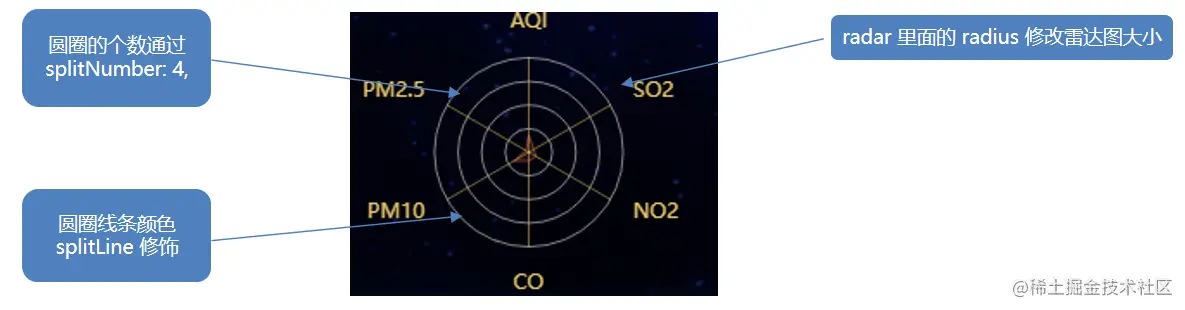 圆圈的个数通过
splitNumber: 4,
AQI
radar 里面的 radius 修改雷达图大小
PM2.5
SO2
PM10
NO2
圆圈线条颜色
splitLine 修饰
CO
@稀土掘金技术社区